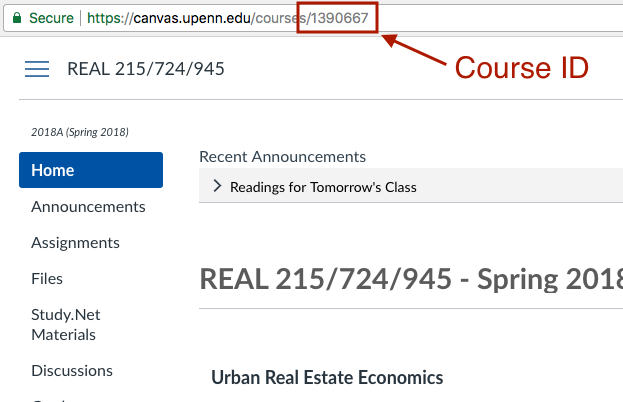 Secure | https://canvas.upenn.edu/courses/1390667
Course ID
REAL 215/724/945
2018A (Spring 2018)
Home
Announcements
Assignments
Files
Study.Net
Materials
Discussions
Recent Announcements
Readings for Tomorrow's Class
REAL 215/724/945 - Spring 2018
Urban Real Estate Economics